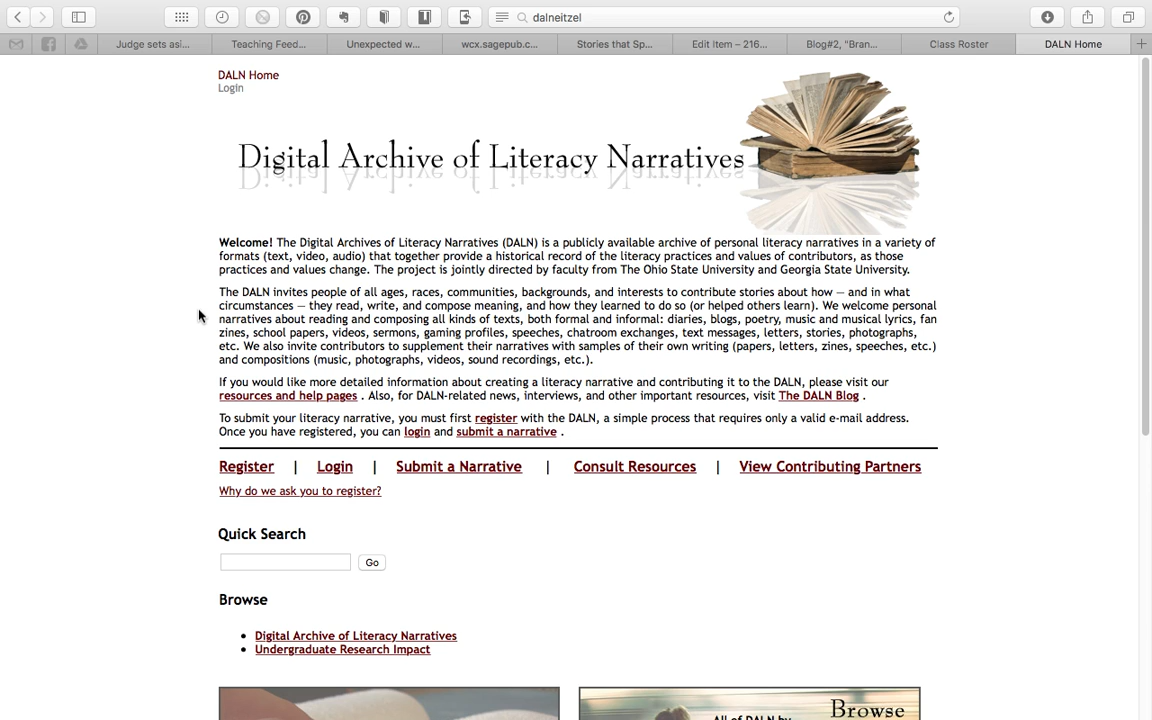 dalneitzel
Judge sets asi...
Teaching Feed...
Unexpected w...
wcx.sagepub.c...
Stories that Sp...
Edit Item – 216...
Blog#2, "Bran...
Class Roster
DALN Home
DALN Home
Login
Digital Archive of Literacy Narratives
Welcome! The Digital Archives of Literacy Narratives (DALN) is a publicly available archive of personal literacy narratives in a variety of
formats (text, video, audio) that together provide a historical record of the literacy practices and values of contributors, as those
practices and values change. The project is jointly directed by faculty from The Ohio State University and Georgia State University.
The DALN invites people of all ages, races, communities, backgrounds, and interests to contribute stories about how — and in what
circumstances — they read, write, and compose meaning, and how they learned to do so (or helped others learn). We welcome personal
narratives about reading and composing all kinds of texts, both formal and informal: diaries, blogs, poetry, music and musical lyrics, fan
zines, school papers, videos, sermons, gaming profiles, speeches, chatroom exchanges, text messages, letters, stories, photographs,
etc. We also invite contributors to supplement their narratives with samples of their own writing (papers, letters, zines, speeches, etc.)
and compositions (music, photographs, videos, sound recordings, etc.).
If you would like more detailed information about creating a literacy narrative and contributing it to the DALN, please visit our
resources and help pages . Also, for DALN-related news, interviews, and other important resources, visit The DALN Blog .
To submit your literacy narrative, you must first register with the DALN, a simple process that requires only a valid e-mail address.
Once you have registered, you can login and submit a narrative .
Register | Login | Submit a Narrative | Consult Resources | View Contributing Partners
Why do we ask you to register?
Quick Search
Go
Browse
Digital Archive of Literacy Narratives
Undergraduate Research Impact
Browse
All of DALN by